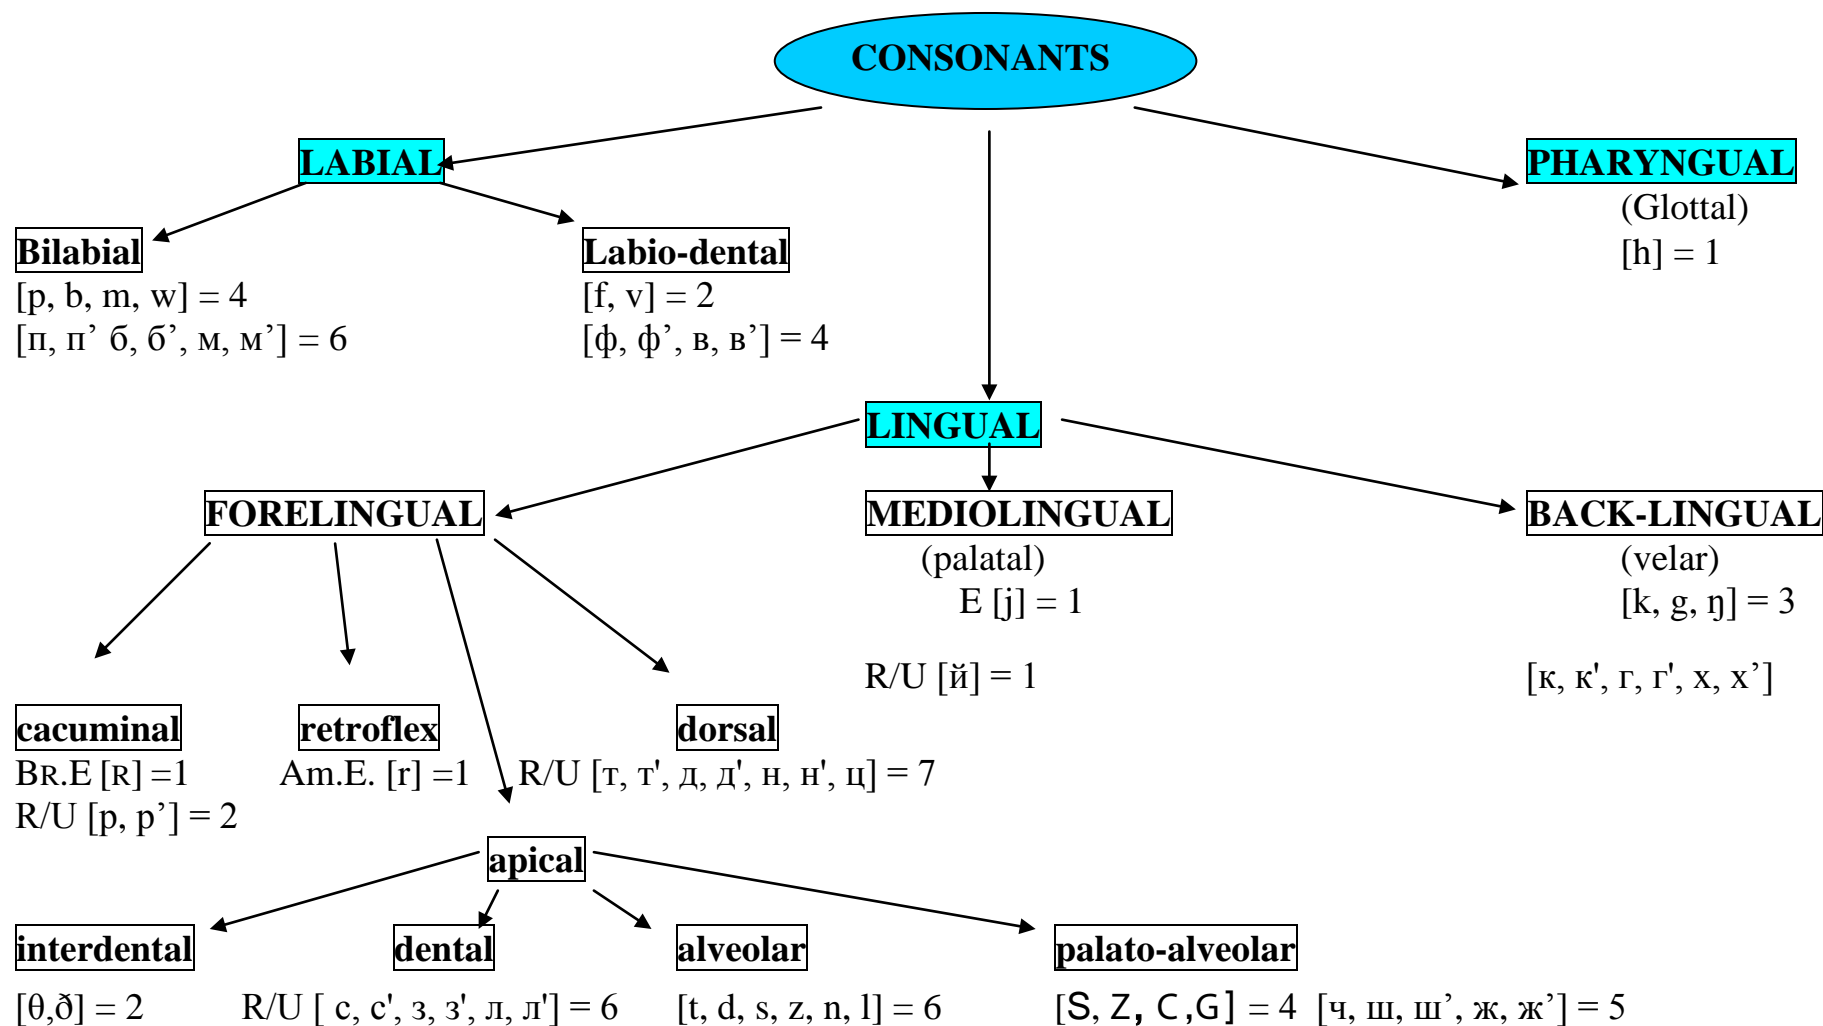 CONSONANTS
LABIAL
PHARYNGUAL
(Glottal)
[h] = 1
Bilabial
[p, b, m, w] = 4
[п, п’ б, б’, м, м’] = 6
Labio-dental
[f, v] = 2
[ф, ф’, в, в’] = 4
LINGUAL
FORELINGUAL
MEDIOLINGUAL
(palatal)
E [j] = 1
R/U [й] = 1
BACK-LINGUAL
(velar)
[k, g, ŋ] = 3
[к, к', г, г', х, х’]
cacuminal
BR.E [R] =1
R/U [р, р’] = 2
retroflex
Am.E. [r] =1
dorsal
R/U [т, т', д, д', н, н', ц] = 7
apical
interdental
[θ,ð] = 2
dental
R/U [ с, с', з, з', л, л'] = 6
alveolar
[t, d, s, z, n, l] = 6
palato-alveolar
[S, Z, C,G] = 4 [ч, ш, ш’, ж, ж’] = 5